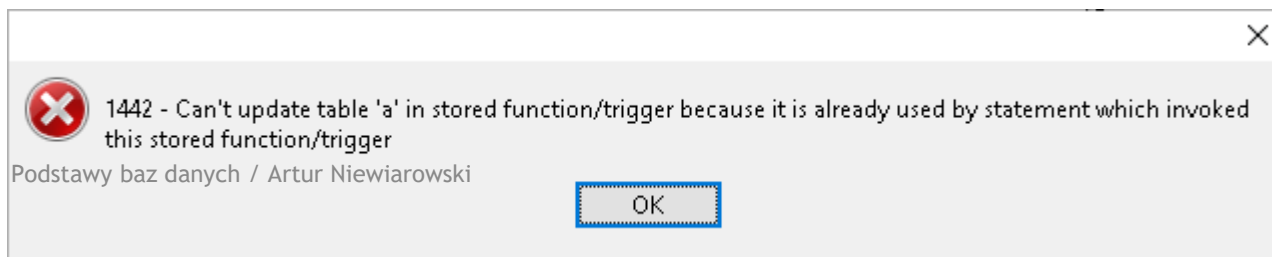 1442 - Can't update table 'a' in stored function/trigger because it is already used by statement which invoked
this stored function/trigger
Podstawy baz danych / Artur Niewiarowski
OK